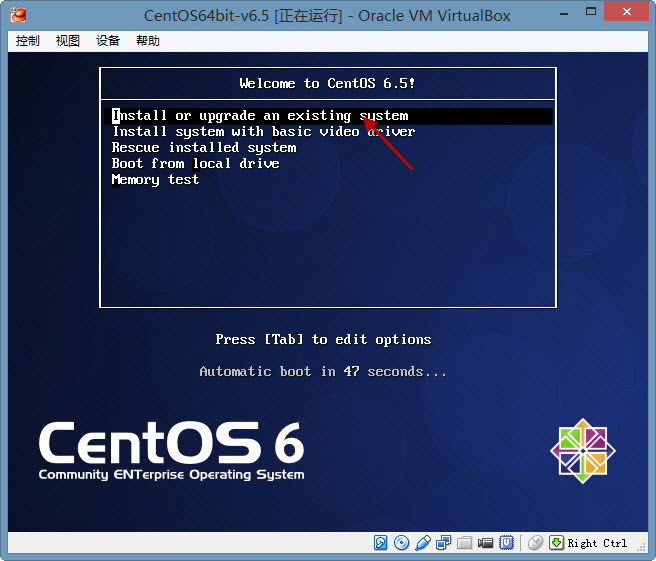 CentOS64bit-v6.5 [正在运行] - Oracle VM VirtualBox
控制 视图 设备 帮助
Welcome to CentOS 6.5!
Install or upgrade an existing system
Install system with basic video driver
Rescue installed system
Boot from local drive
Memory test
Press [Tab] to edit options
Automatic boot in 47 seconds...
CentOS 6
Community ENTerprise Operating System
Right Ctrl